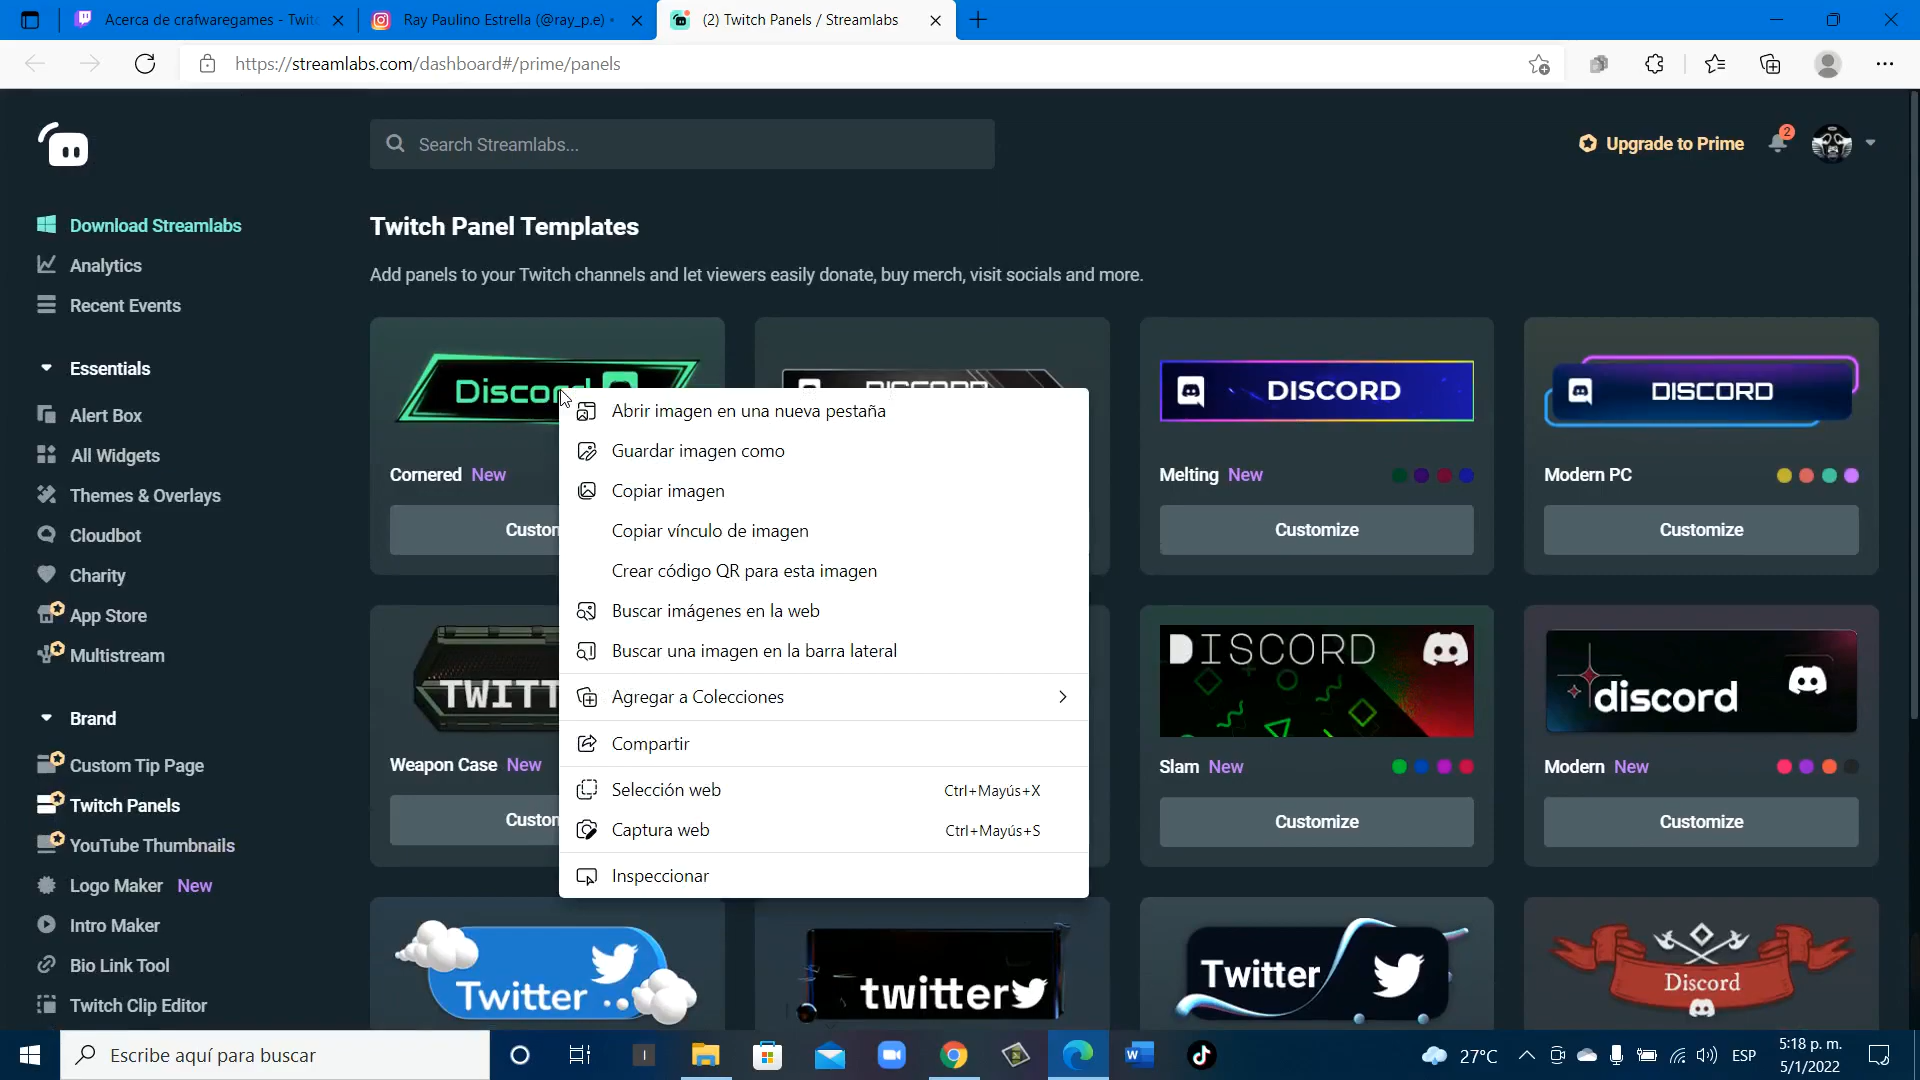 Acerca de crafwaregames - Twit
Ray Paulino Estrella (@ray_p.e) •
(2) Twitch Panels / Streamlabs
https://streamlabs.com/dashboard#/prime/panels
Search Streamlabs...
Upgrade to Prime
2
Download Streamlabs
Analytics
Recent Events
Essentials
Alert Box
All Widgets
Themes & Overlays
Cloudbot
Charity
App Store
Multistream
Brand
Custom Tip Page
Twitch Panels
YouTube Thumbnails
Logo Maker New
Intro Maker
Bio Link Tool
Twitch Clip Editor
Twitch Panel Templates
Add panels to your Twitch channels and let viewers easily donate, buy merch, visit socials and more.
Discord
DISCORD
DISCORD
DISCORD
Cornered New
Melting New
Modern PC
Custom
Customize
Customize
Abrir imagen en una nueva pestaña
Guardar imagen como
Copiar imagen
Copiar vínculo de imagen
Crear código QR para esta imagen
Buscar imágenes en la web
Buscar una imagen en la barra lateral
Agregar a Colecciones
Compartir
Selección web Ctrl+Mayús+X
Captura web Ctrl+Mayús+S
Inspeccionar
TWITT
DISCORD
discord
Weapon Case New
Slam New
Modern New
Custom
Customize
Customize
Twitter
twitter
Twitter
Discord
Escribe aquí para buscar
27°C
ESP
5:18 p. m.
5/1/2022